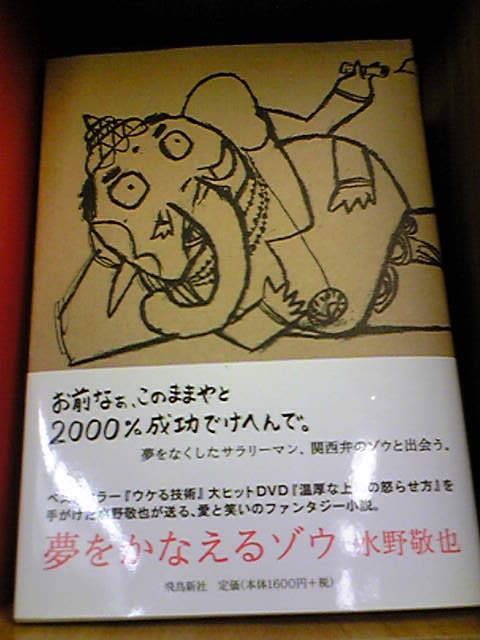 お前なぁ、このままやと
2000%成功でけへんで。
夢をなくしたサラリーマン、関西弁のゾウと出会う。
ラー『ウケる技術』大ヒットDVD『温厚な上の怒らせ方』を
手がけた野敬也が送る、愛と笑いのファンタジー小説。
夢をかなえるゾウ 水野敬也
飛鳥新社 定価(本体1600円+税)